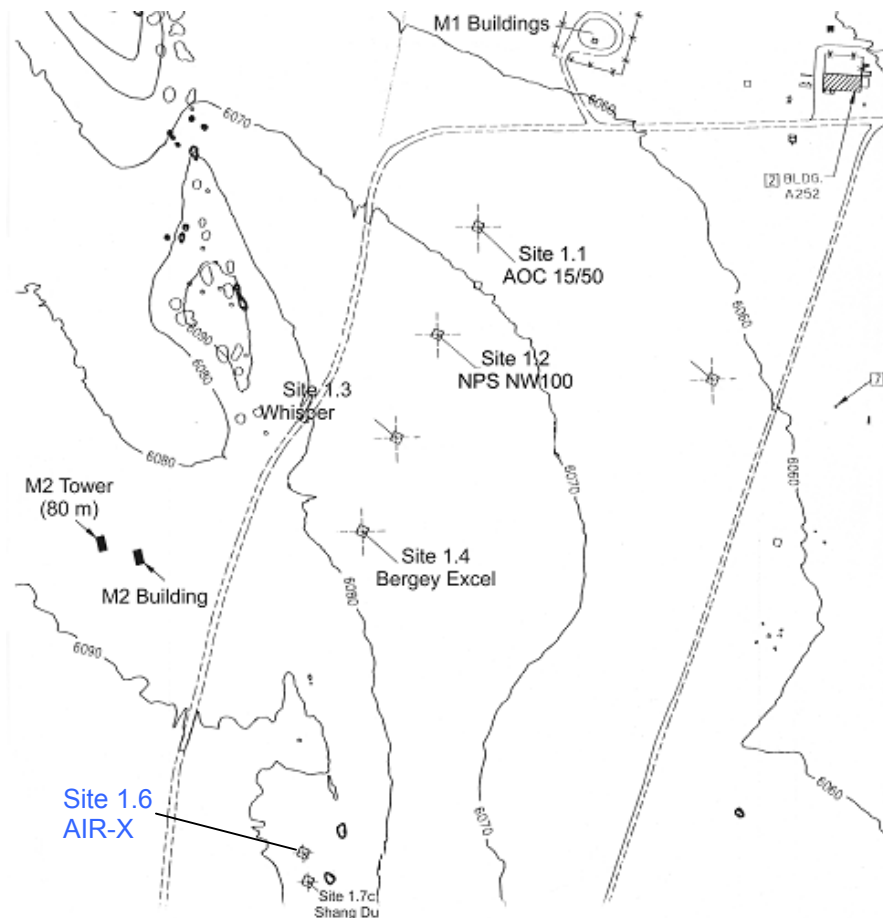 M1 Buildings
6060
6070
[2] BLDG.
A252
Site 1.1
AOC 15/50
6090
6060
6080
Site 1.2
NPS NW100
[7]
Site 1.3
Whisper
6080
6070
6060
M2 Tower
(80 m)
Site 1.4
Bergey Excel
M2 Building
6080
6090
Site 1.6
AIR-X
6070
6060
Site 1.7c
Shang Du